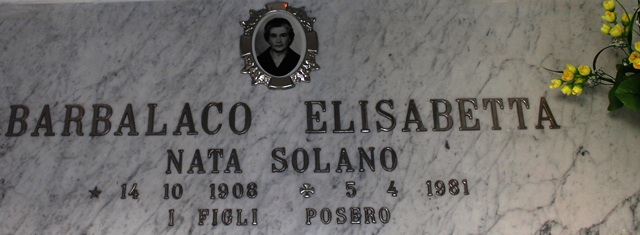 BARBALACO ELISABETTA
NATA SOLANO
14 10 1908 5 4 1981
I FIGLI POSERO